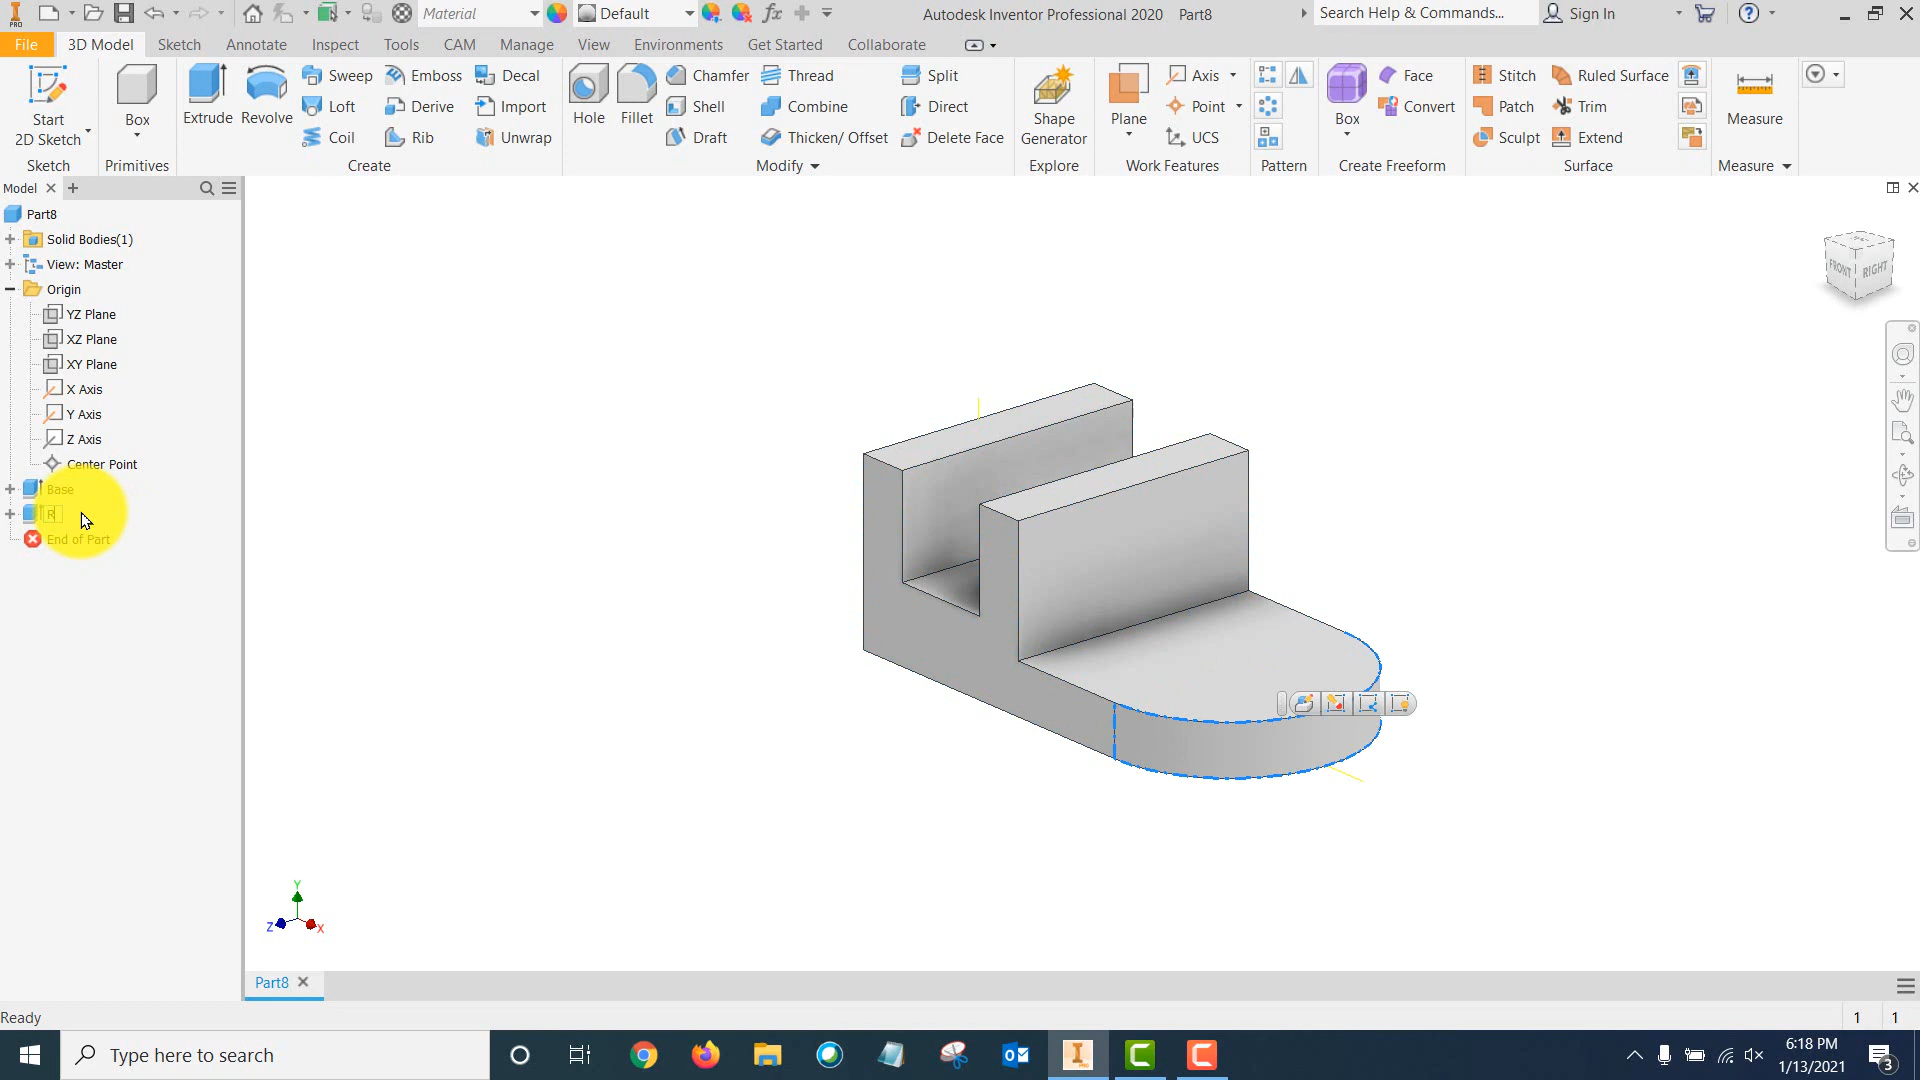 PRO
Material
Default
fx
Autodesk Inventor Professional 2020 Part8
Search Help & Commands...
Sign In
File 3D Model Sketch Annotate Inspect Tools CAM Manage View Environments Get Started Collaborate
Start
2D Sketch
Sketch
Box
Primitives
Extrude
Revolve
Sweep
Loft
Coil
Emboss
Derive
Rib
Decal
Import
Unwrap
Create
Hole
Fillet
Chamfer
Shell
Draft
Thread
Combine
Thicken/ Offset
Split
Direct
Delete Face
Modify
Shape
Generator
Explore
Plane
Axis
Point
UCS
Work Features
Pattern
Box
Face
Convert
Create Freeform
Stitch
Patch
Sculpt
Ruled Surface
Trim
Extend
Surface
Measure
Measure
Model
Part8
Solid Bodies(1)
View: Master
Origin
YZ Plane
XZ Plane
XY Plane
X Axis
Y Axis
Z Axis
Center Point
Base
R
End of Part
FRONT RIGHT
Y
Z X
Part8
Ready
1 1
Type here to search
6:18 PM
1/13/2021
3